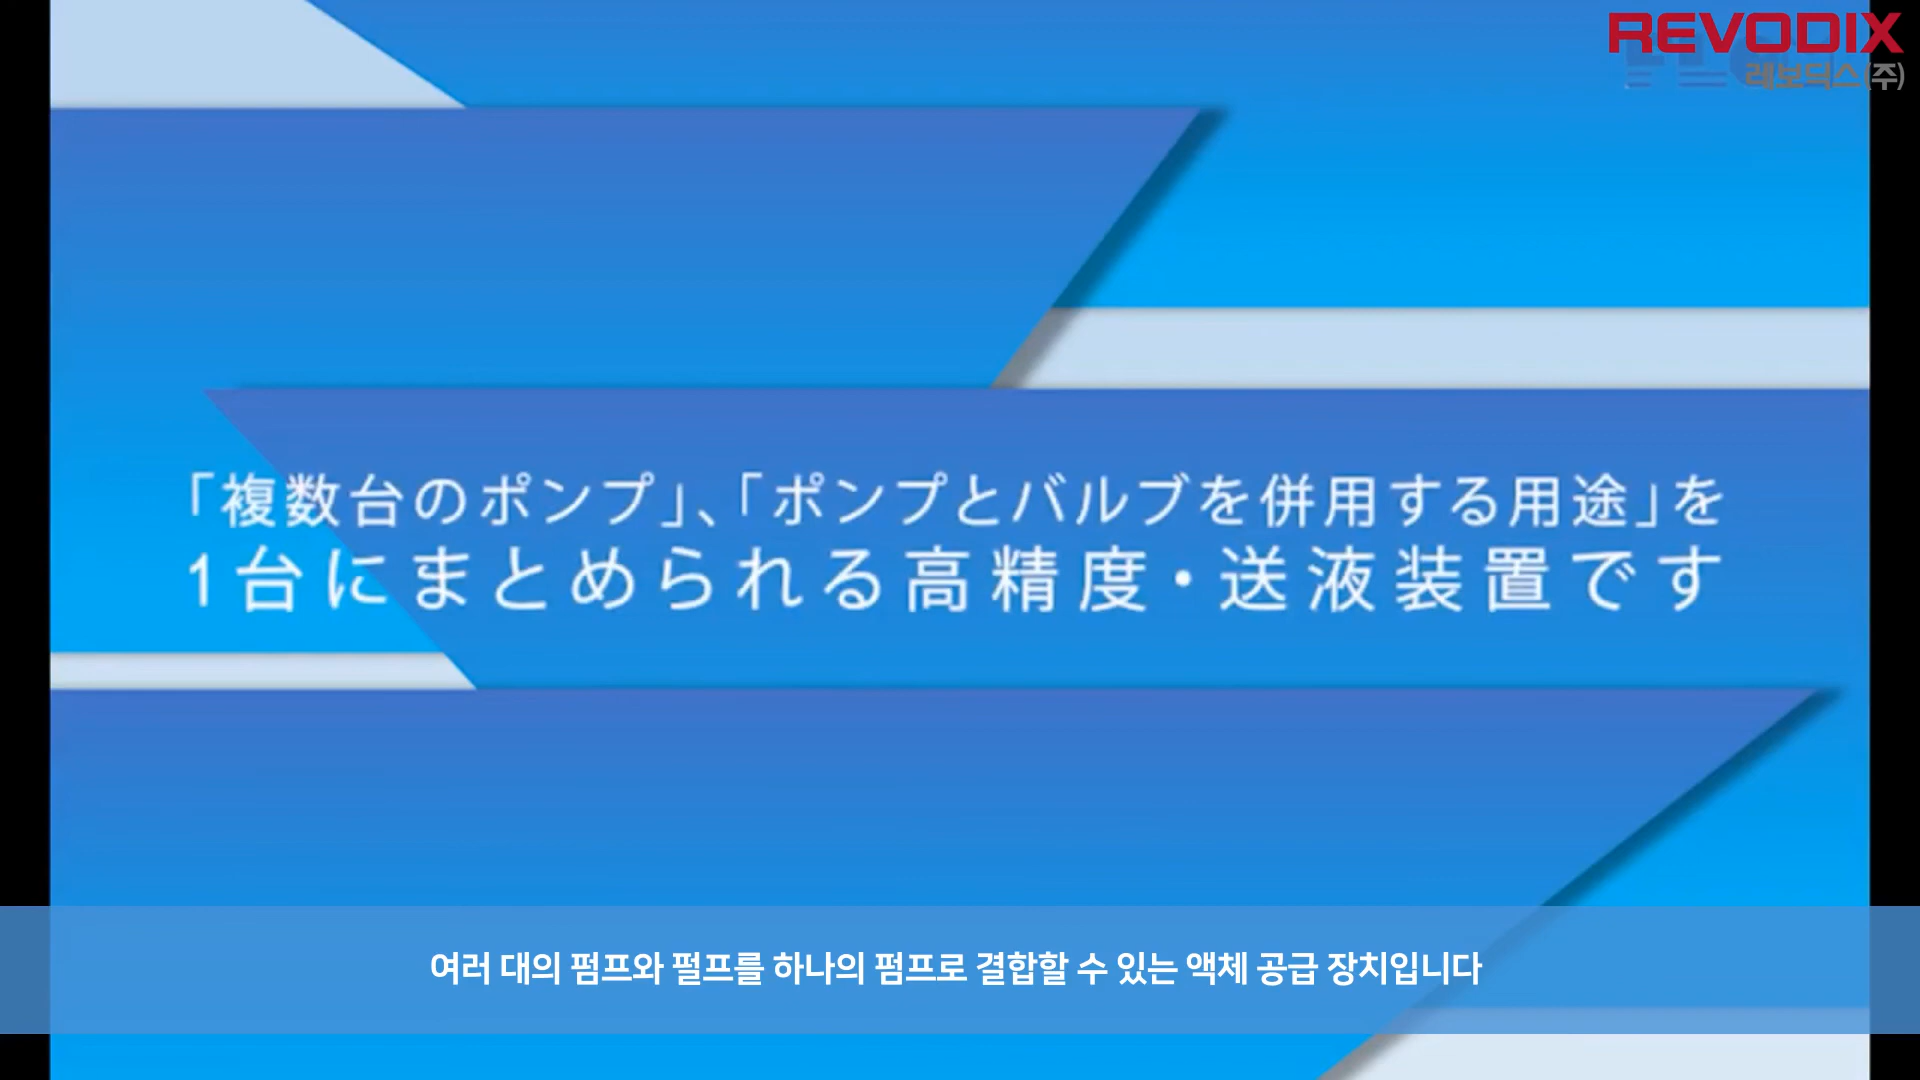 REVODIX
레보딕스(주)
「複数台のポンプ」、「ポンプとバルブを併用する用途」を
1台にまとめられる高精度・送液装置です
여러 대의 펌프와 펄프를 하나의 펌프로 결합할 수 있는 액체 공급 장치입니다